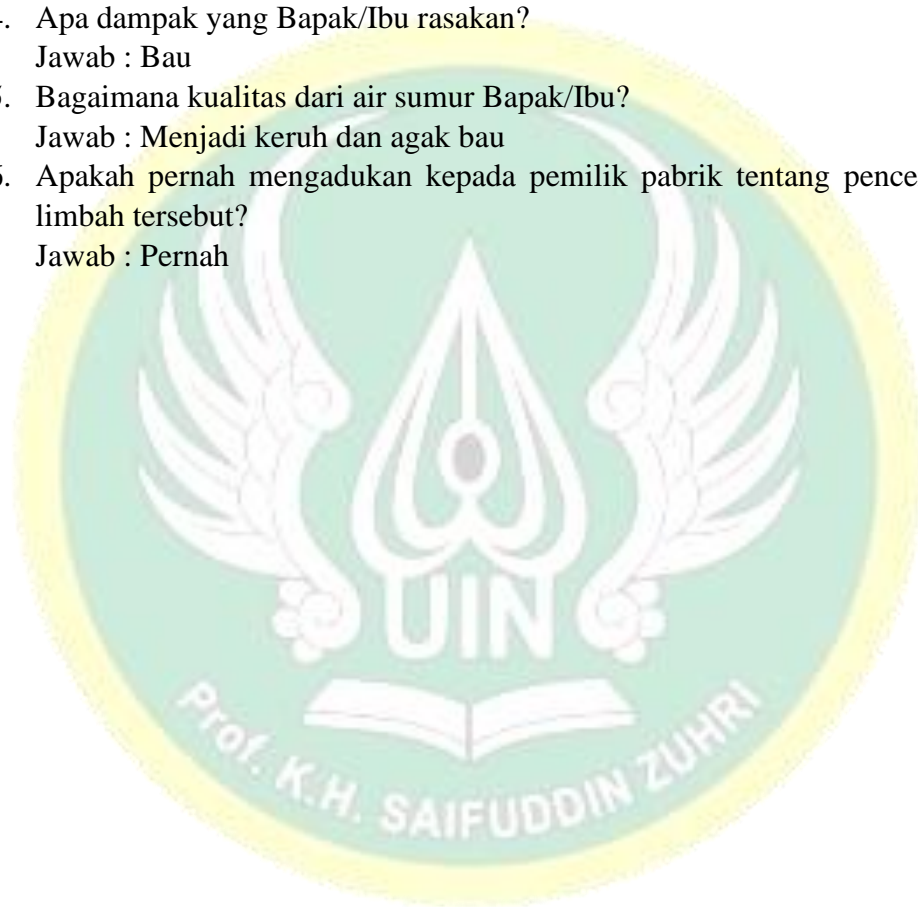 . Apa dampak yang Bapak/Ibu rasakan?
Jawab : Bau
. Bagaimana kualitas dari air sumur Bapak/Ibu?
Jawab : Menjadi keruh dan agak bau
. Apakah pernah mengadukan kepada pemilik pabrik tentang
limbah tersebut?
Jawab : Pernah
UIN
Prof. K.H. SAIFUDDIN ZUHRI